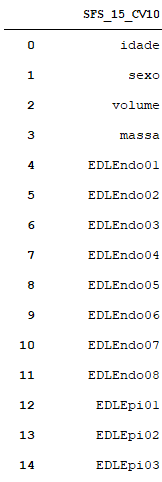 SFS_15_CV10
0 idade
1 sexo
2 volume
3 massa
4 EDLEndo01
5 EDLEndo02
6 EDLEndo03
7 EDLEndo04
8 EDLEndo05
9 EDLEndo06
10 EDLEndo07
11 EDLEndo08
12 EDLEpi01
13 EDLEpi02
14 EDLEpi03